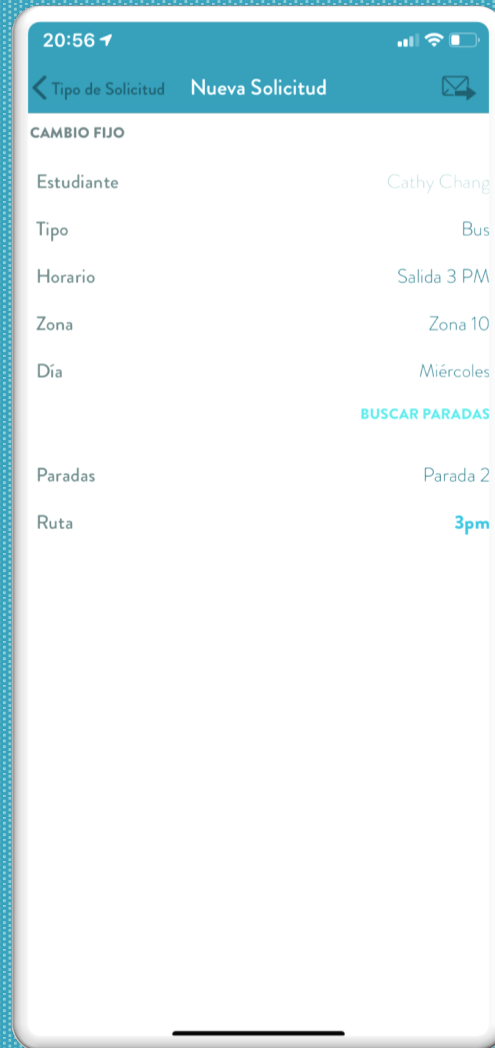 20:56
Tipo de Solicitud Nueva Solicitud
CAMBIO FIJO
Estudiante Cathy Chang
Tipo Bus
Horario Salida 3 PM
Zona Zona 10
Día Miércoles
BUSCAR PARADAS
Paradas Parada 2
Ruta 3pm